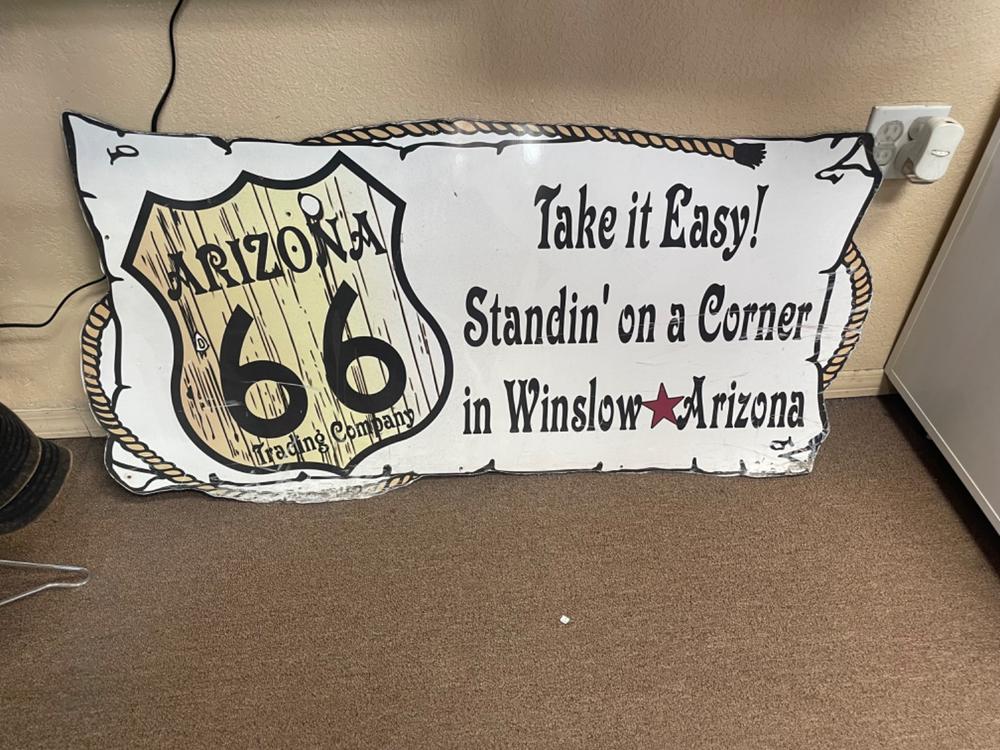 ARIZONA
66
Trading Company
Take it Easy!
Standin' on a Corner
in Winslow★Arizona